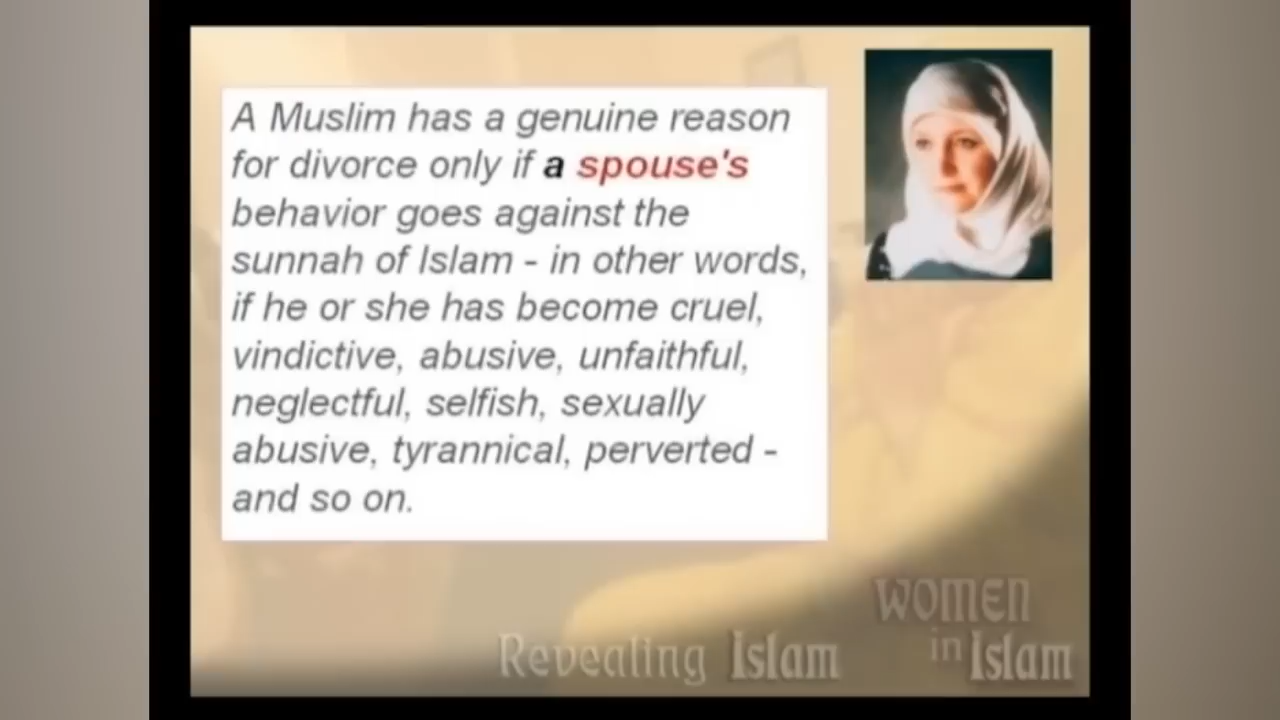 A Muslim has a genuine reason
for divorce only if a spouse's
behavior goes against the
sunnah of Islam - in other words,
if he or she has become cruel,
vindictive, abusive, unfaithful,
neglectful, selfish, sexually
abusive, tyrannical, perverted -
and so on.
Revealing Islam
WOMEN
in Islam